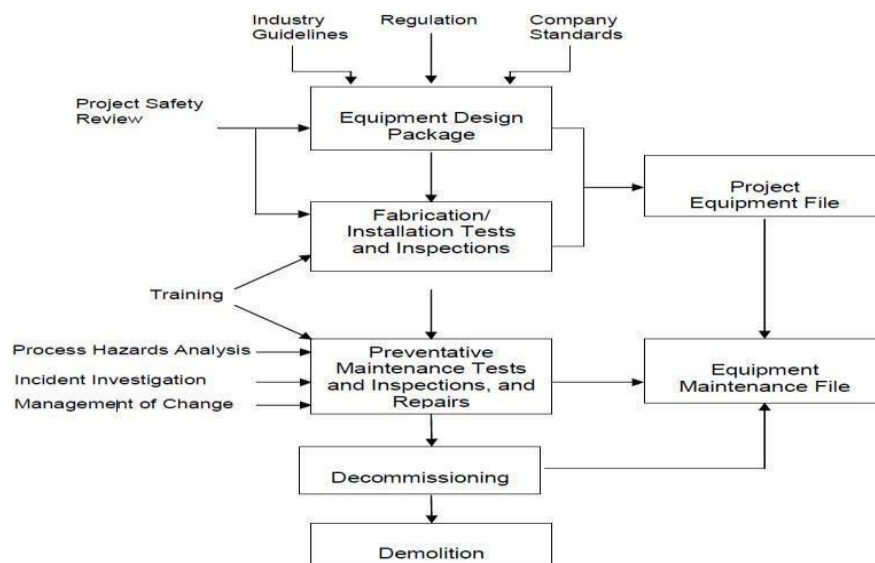 Industry
Guidelines
Regulation
Company
Standards
Project Safety
Review
Equipment Design
Package
Project
Equipment File
Fabrication/
Installation Tests
and Inspections
Training
Process Hazards Analysis
Incident Investigation
Management of Change
Preventative
Maintenance Tests
and Inspections, and
Repairs
Equipment
Maintenance File
Decommissioning
Demolition